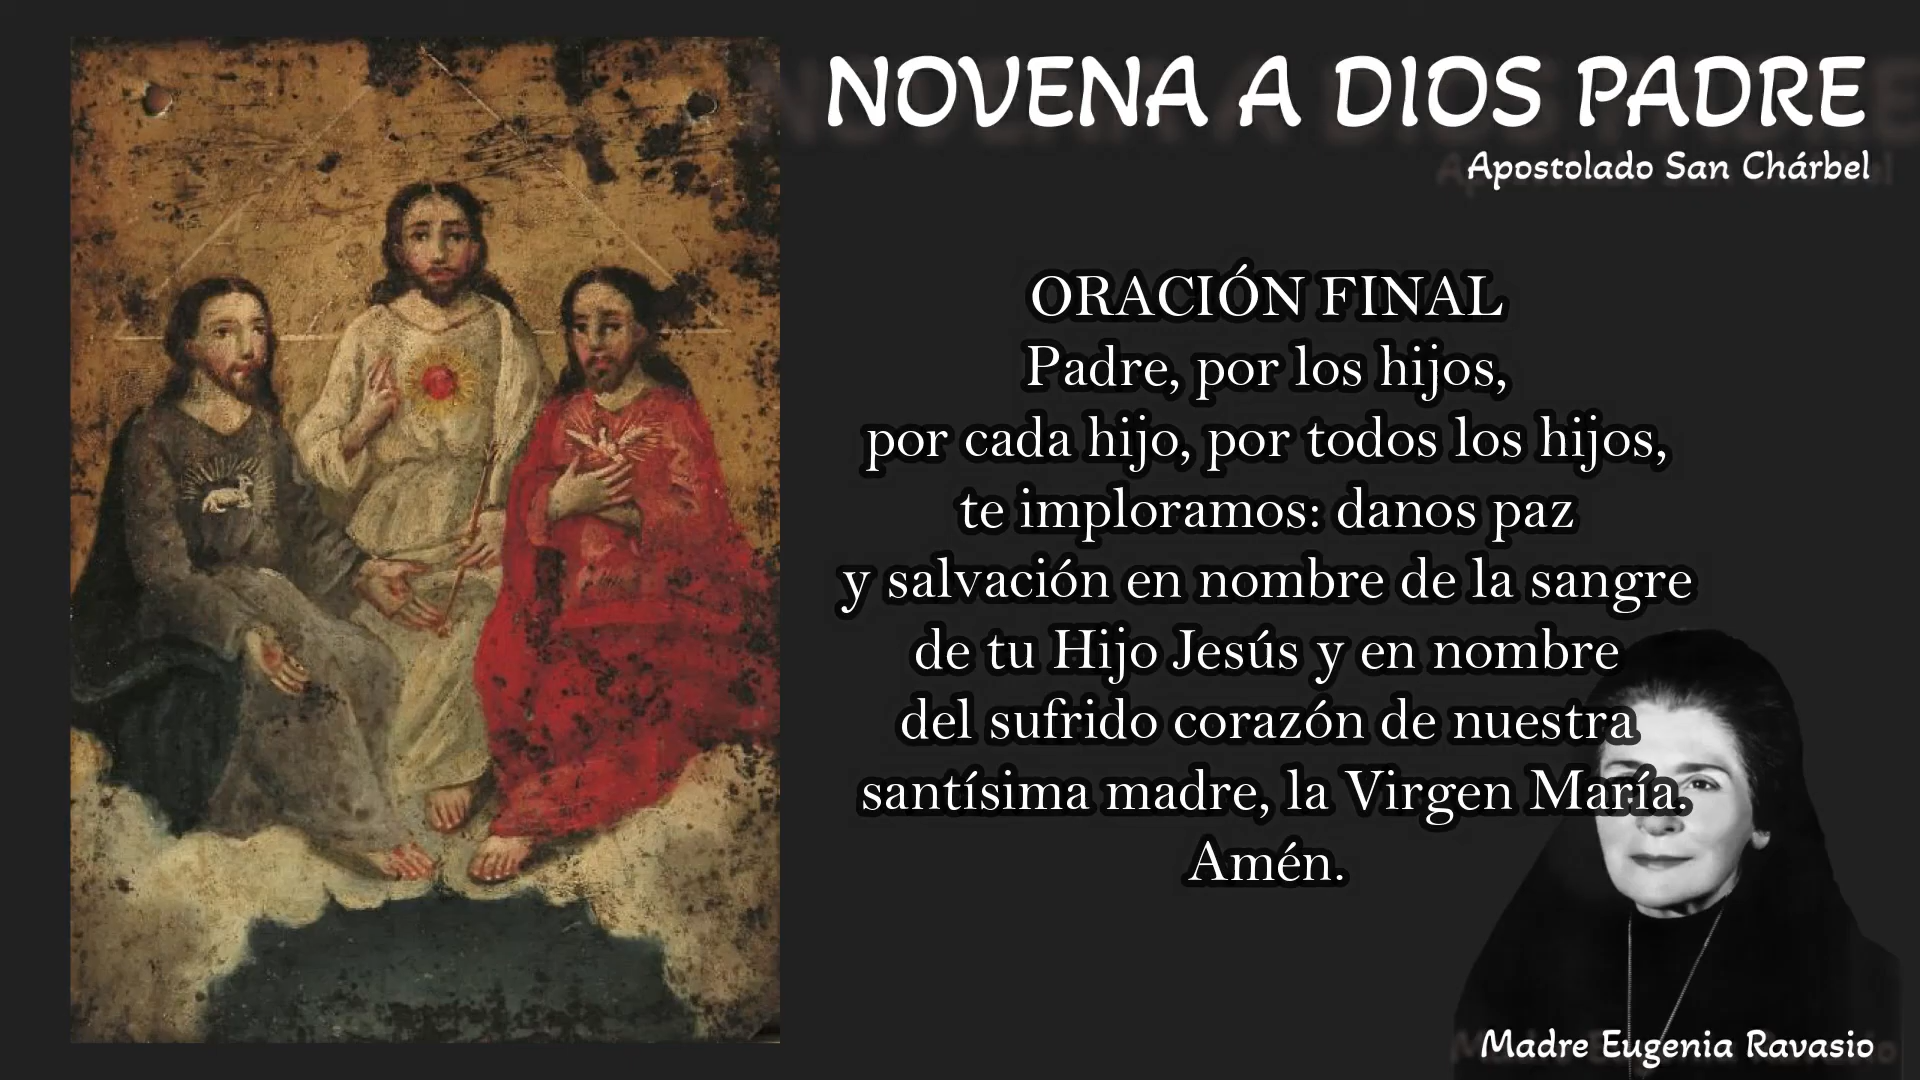 NOVENA A DIOS PADRE
Apostolado San Chárbel
ORACIÓN FINAL
Padre, por los hijos,
por cada hijo, por todos los hijos,
te imploramos: danos paz
y salvación en nombre de la sangre
de tu Hijo Jesús y en nombre
del sufrido corazón de nuestra
santísima madre, la Virgen María.
Amén.
Madre Eugenia Ravasio